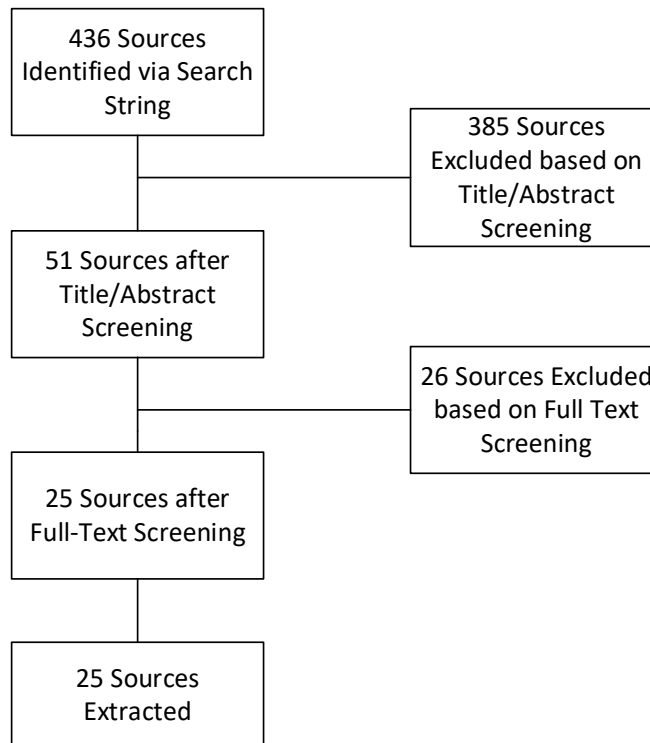 436 Sources
Identified via Search
String
385 Sources
Excluded based on
Title/Abstract
Screening
51 Sources after
Title/Abstract
Screening
26 Sources Excluded
based on Full Text
Screening
25 Sources after
Full-Text Screening
25 Sources
Extracted